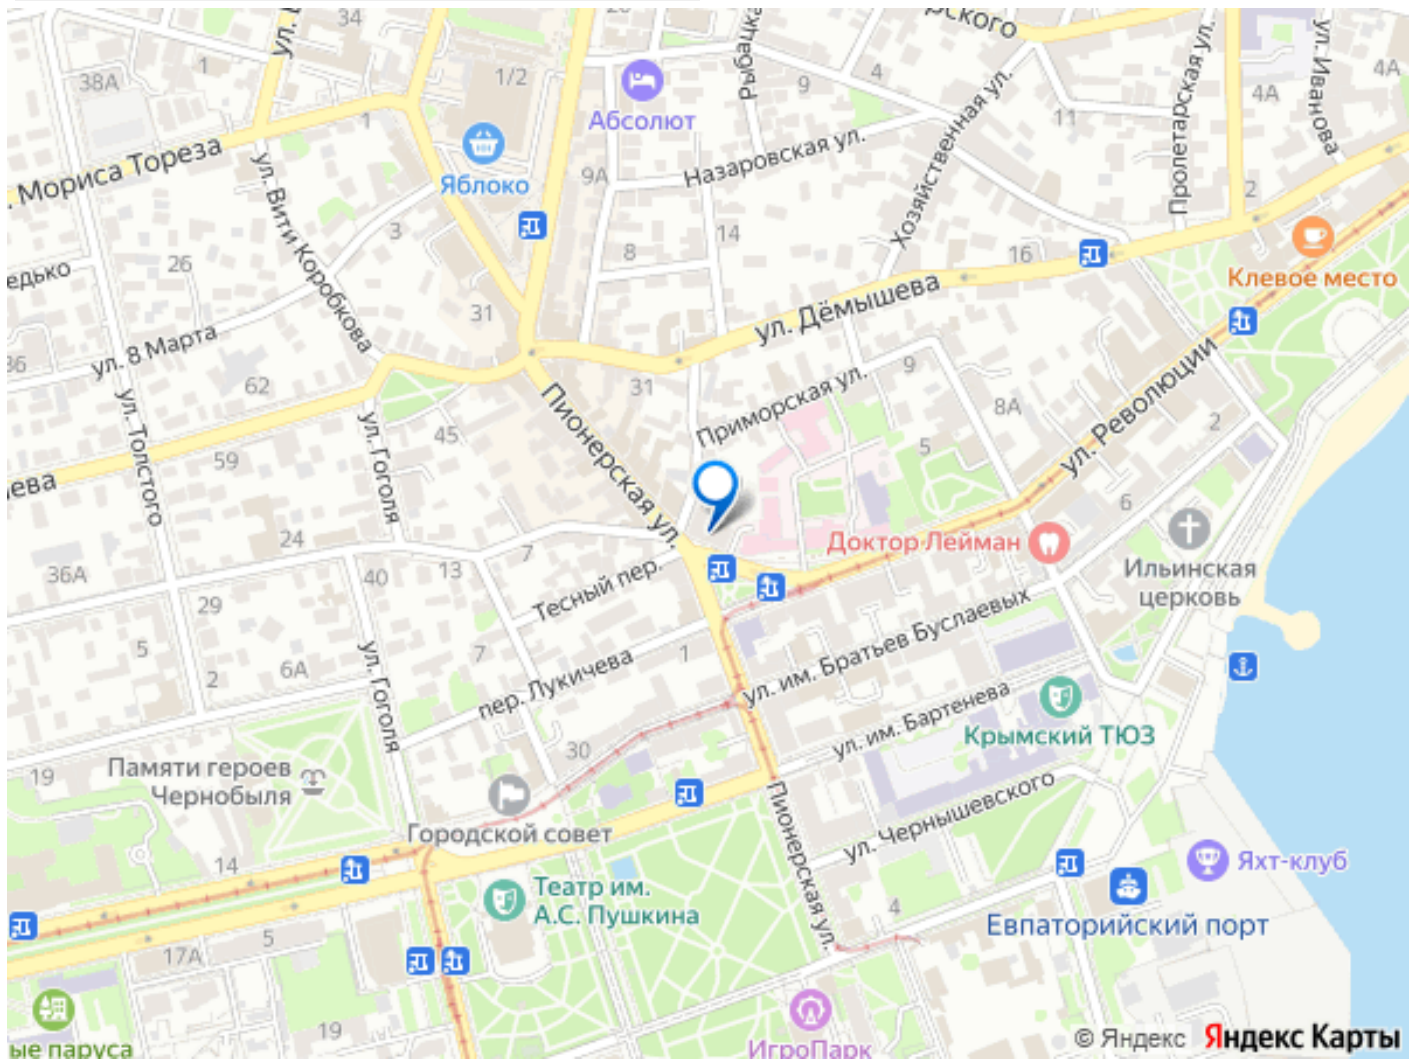 34
1/2
38А
1
1
Мориса Тореза
ул. Вити Коробкова
Яблоко
Абсолют
9А
Рыбацка
9
4
рского
Хозяйственная ул.
11
Пролетарская ул.
4А
ул. Иванова
4А
2
Назаровская ул.
3
26
едько
8
14
16
31
ул. 8 Марта
62
ул. Толстого
ул. Дёмышева
Клевое место
31
9
Приморская ул.
8А
5
ул. Революции
2
6
Пионерская ул.
45
ул. Гоголя
59
ева
24
36А
40
13
7
29
Тесный пер.
Доктор Лейман
Ильинская
церковь
5
2
6А
7
1
пер. Лукичева
ул. им. Братьев Буслаевых
ул. Гоголя
ул. им. Бартенева
Крымский ТЮЗ
30
19
Памяти героев
Чернобыля
Городской совет
14
ул. Чернышевского
Пионерская ул.
Яхт-клуб
Театр им.
А.С. Пушкина
4
Евпаторийский порт
5
17А
19
ые паруса
ИгроПарк
© Яндекс Яндекс Карты